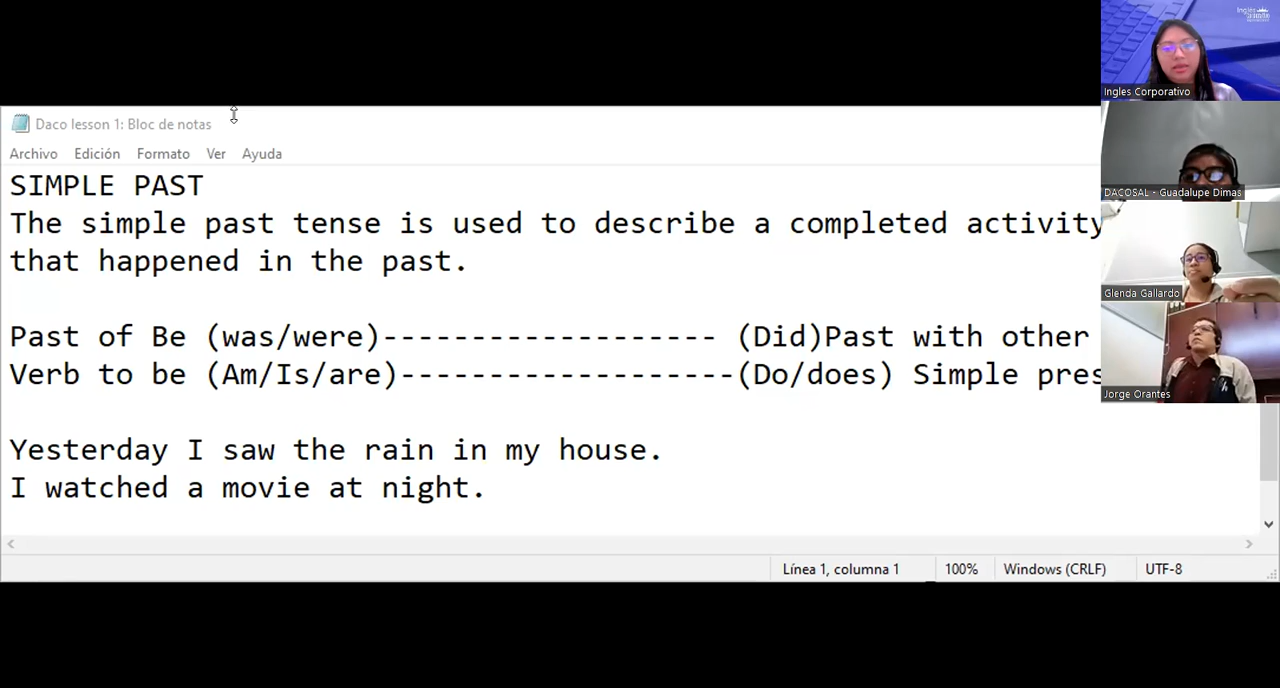 Daco lesson 1: Bloc de notas
Archivo Edición Formato Ver Ayuda
SIMPLE PAST
The simple past tense is used to describe a completed activity
that happened in the past.
Past of Be (was/were)------------------- (Did)Past with other
Verb to be (Am/Is/are)-------------------(Do/does) Simple pres
Yesterday I saw the rain in my house.
I watched a movie at night.
Línea 1, columna 1 100% Windows (CRLF) UTF-8
Ingles
Ingles Corporativo
DACOSAL - Guadalupe Dimas
Glenda Gallardo
Jorge Orantes